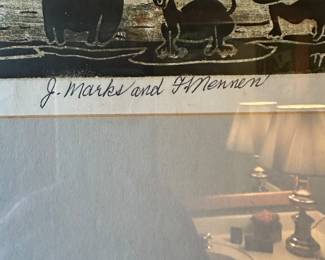 J. Marks and F. Mennen